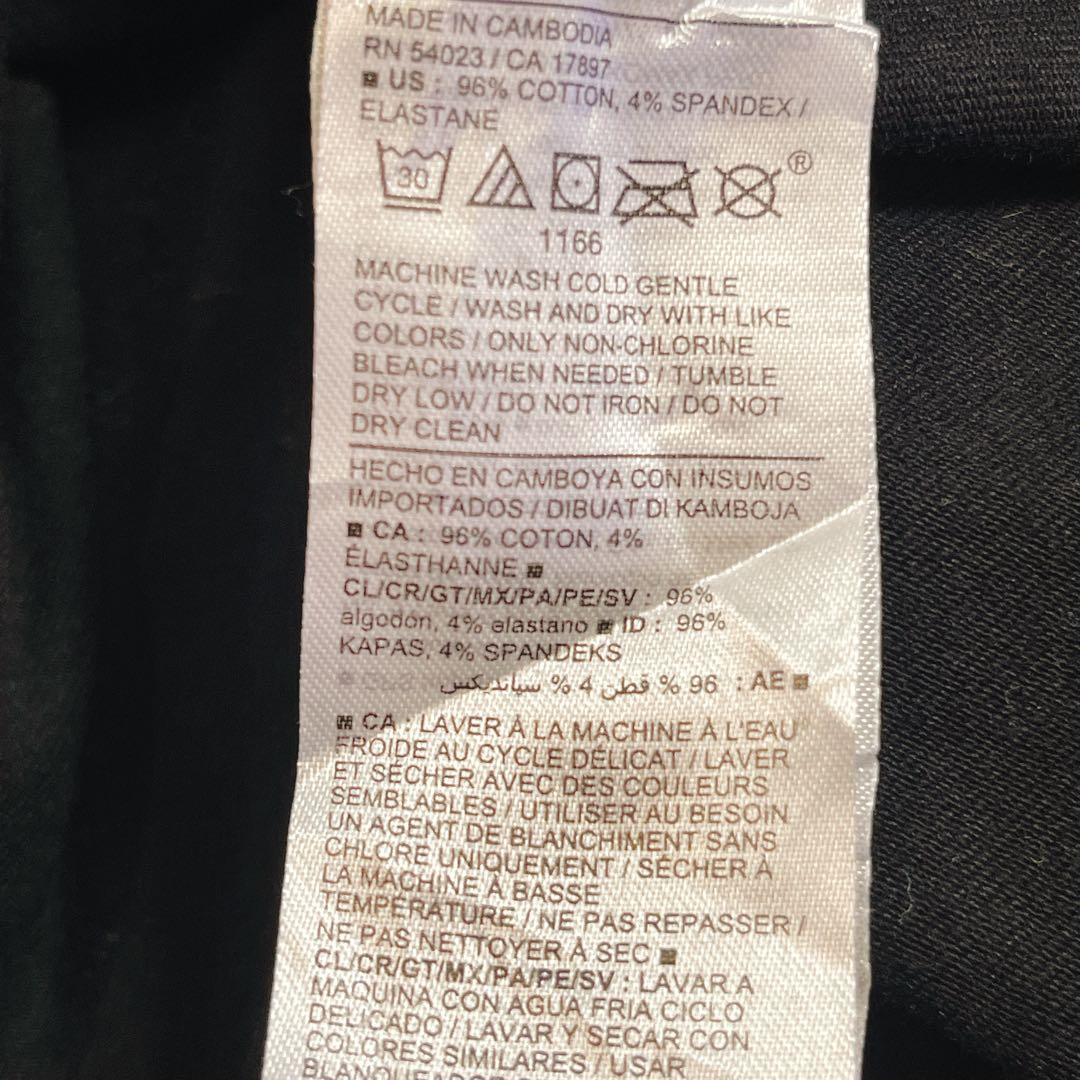 MADE IN CAMBODIA
RN 54023 / CA 17897
US : 96% COTTON, 4% SPANDEX /
ELASTANE
30
®
1166
MACHINE WASH COLD GENTLE
CYCLE / WASH AND DRY WITH LIKE
COLORS / ONLY NON-CHLORINE
BLEACH WHEN NEEDED / TUMBLE
DRY LOW / DO NOT IRON / DO NOT
DRY CLEAN
HECHO EN CAMBOYA CON INSUMOS
IMPORTADOS / DIBUAT DI KAMBOJA
CA : 96% COTON, 4%
ÉLASTHANNE
CL/CR/GT/MX/PA/PE/SV : 96%
algodón, 4% elastano ID : 96%
KAPAS, 4% SPANDEKS
AE : 96 % قطن 4 % سباندیکس
CA : LAVER À LA MACHINE À L'EAU
FROIDE AU CYCLE DÉLICAT / LAVER
ET SÉCHER AVEC DES COULEURS
SEMBLABLES / UTILISER AU BESOIN
UN AGENT DE BLANCHIMENT SANS
CHLORE UNIQUEMENT / SÉCHER À
LA MACHINE À BASSE
TEMPÉRATURE / NE PAS REPASSER /
NE PAS NETTOYER À SEC
CL/CR/GT/MX/PA/PE/SV : LAVAR A
MAQUINA CON AGUA FRIA CICLO
DELICADO / LAVAR Y SECAR CON
COLORES SIMILARES / USAR
BLANQUEADOR